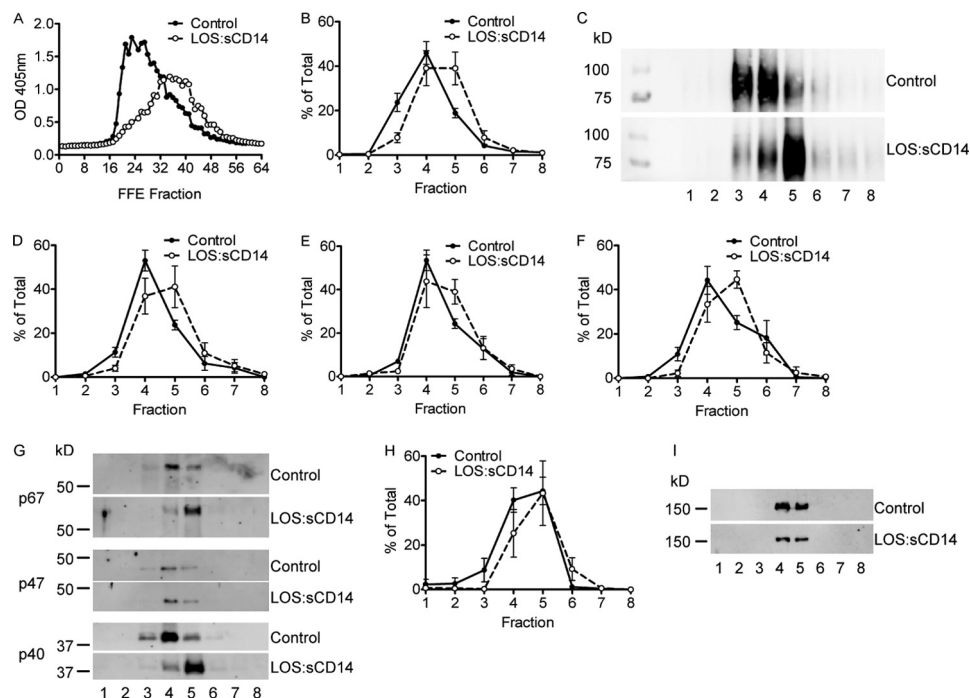 A
Control
LOS:sCD14
OD 405nm
2.0
1.5
1.0
0.5
0.0
0 8 16 24 32 40 48 56 64
FFE Fraction
B
Control
LOS:sCD14
% of Total
60
40
20
0
1 2 3 4 5 6 7 8
Fraction
C
kD
100
75
Control
100
75
LOS:sCD14
1 2 3 4 5 6 7 8
D
Control
LOS:sCD14
% of Total
60
40
20
0
1 2 3 4 5 6 7 8
Fraction
E
Control
LOS:sCD14
% of Total
60
40
20
0
1 2 3 4 5 6 7 8
Fraction
F
Control
LOS:sCD14
% of Total
60
40
20
0
1 2 3 4 5 6 7 8
Fraction
G
kD
p67
50
Control
50
LOS:sCD14
p47
50
Control
50
LOS:sCD14
p40
37
Control
37
LOS:sCD14
1 2 3 4 5 6 7 8
H
Control
LOS:sCD14
% of Total
60
40
20
0
1 2 3 4 5 6 7 8
Fraction
I
kD
150
Control
150
LOS:sCD14
1 2 3 4 5 6 7 8